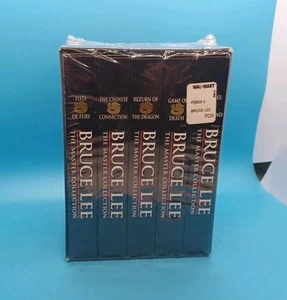 FISTS
OF FURY
THE CHINESE
CONNECTION
RETURN OF
THE DRAGON
GAME OF
DEATH
WAL-MART
BRUCE LEE
FOX
BRUCE LEE
THE MASTER COLLECTION
BRUCE LEE
THE MASTER COLLECTION
BRUCE LEE
THE MASTER COLLECTION
BRUCE LEE
THE MASTER COLLECTION
BRUCE LEE
THE MASTER COLLECTION